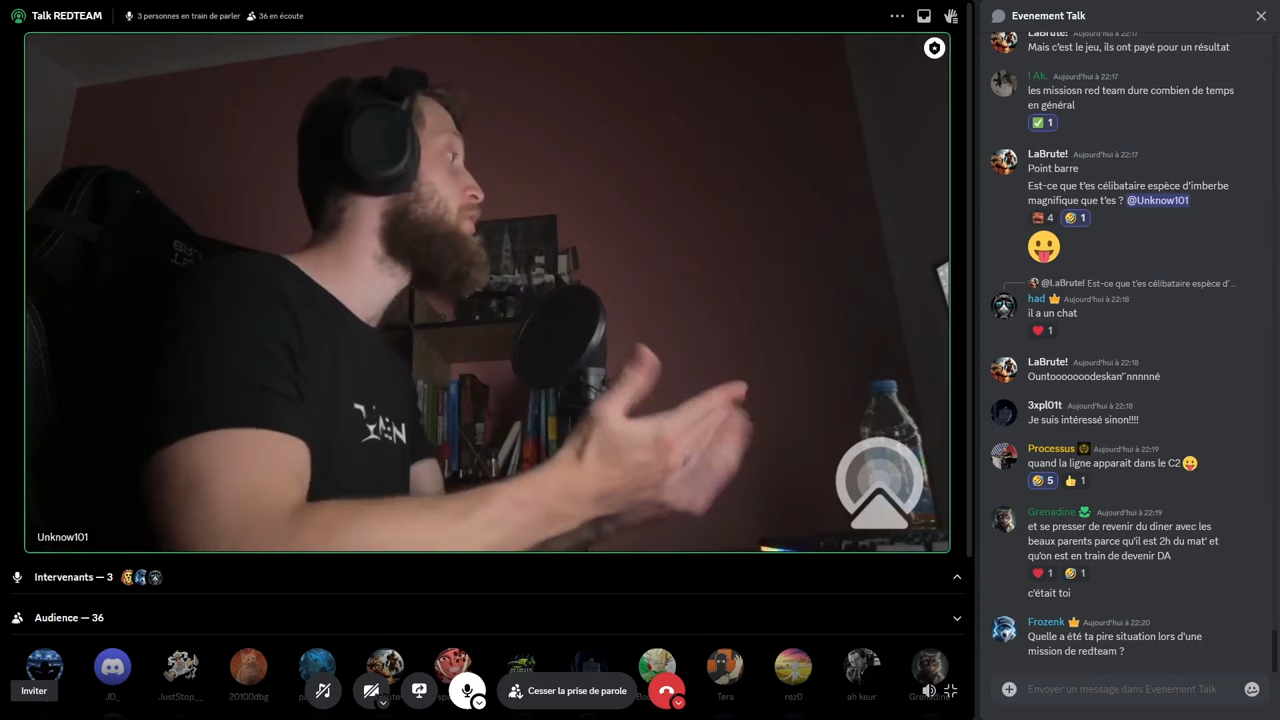 Talk REDTEAM
3 personnes en train de parler
36 en écoute
Unknow101
Intervenants — 3
Audience — 36
JD_
JustStop_
20100dbg
Tera
rez0
ah keur
Inviter
Cesser la prise de parole
Evenement Talk
LaBrute! Aujourd'hui à 22:17
Mais c'est le jeu, ils ont payé pour un résultat
! Ak. Aujourd'hui à 22:17
les missiosn red team dure combien de temps
en général
1
LaBrute! Aujourd'hui à 22:17
Point barre
Est-ce que t'es célibataire espèce d'imberbe
magnifique que t'es ? @Unknow101
4 1
@LaBrute! Est-ce que t'es célibataire espèce d'...
had Aujourd'hui à 22:18
il a un chat
1
LaBrute! Aujourd'hui à 22:18
Ountooooooodeskan''nnnnné
3xpl01t Aujourd'hui à 22:18
Je suis intéressé sinon!!!!
Processus Aujourd'hui à 22:19
quand la ligne apparait dans le C2
5 1
Grenadine Aujourd'hui à 22:19
et se presser de revenir du diner avec les
beaux parents parce qu'il est 2h du mat' et
qu'on est en train de devenir DA
1 1
c'était toi
Frozenk Aujourd'hui à 22:20
Quelle a été ta pire situation lors d'une
mission de redteam ?
Envoyer un message dans Evenement Talk